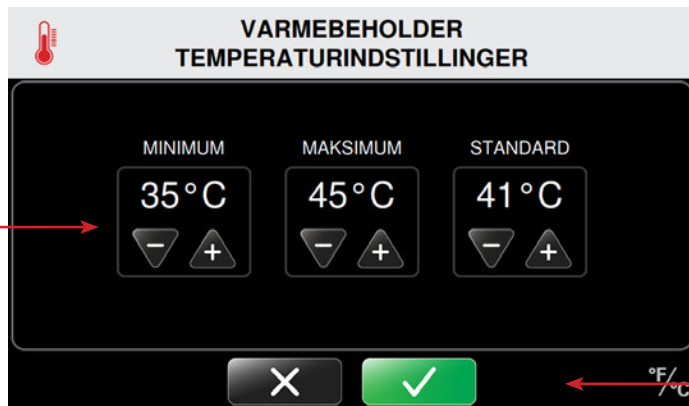 VARMEBEHOLDER
TEMPERATURINDSTILLINGER
MINIMUM MAKSIMUM STANDARD
35°C 45°C 41°C
− + − + − +
°F/°C